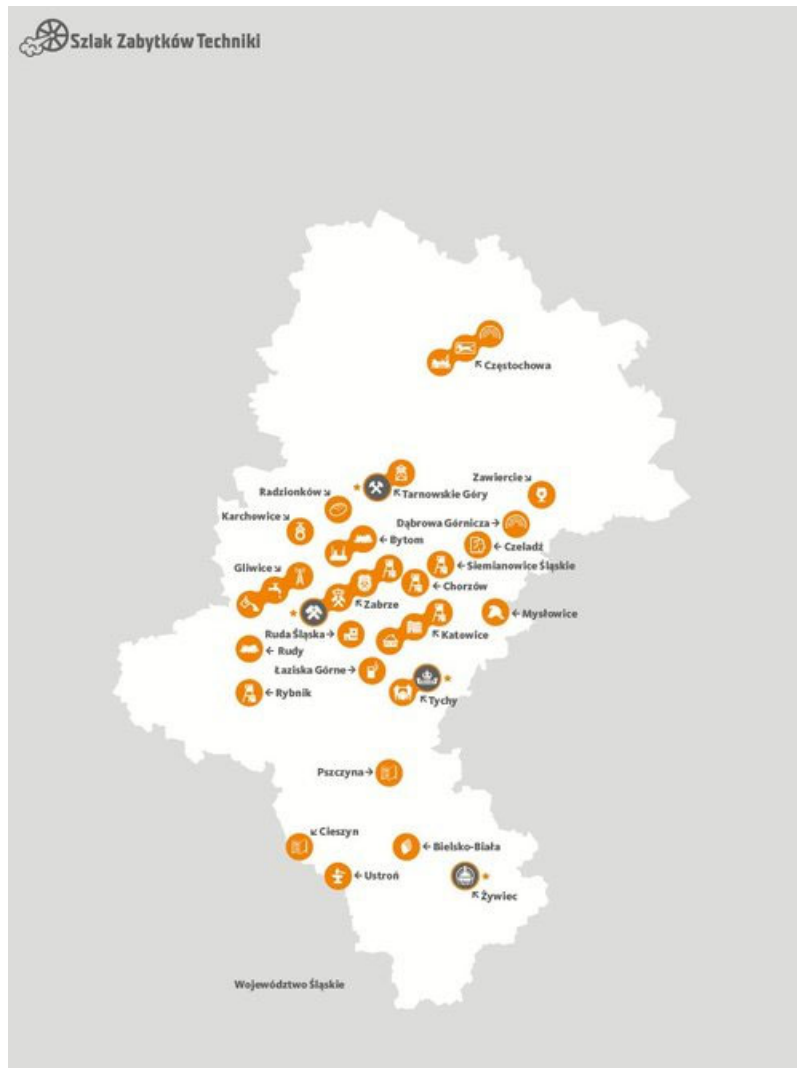 Szlak Zabytków Techniki
Częstochowa
Zawiercie
Radzionków
Tarnowskie Góry
Karchowice
Dąbrowa Górnicza
Bytom
Czeladź
Gliwice
Siemianowice Śląskie
Chorzów
Zabrze
Mysłowice
Ruda Śląska
Katowice
Rudy
Łaziska Górne
Rybnik
Tychy
Pszczyna
Cieszyn
Bielsko-Biała
Ustroń
Żywiec
Województwo Śląskie